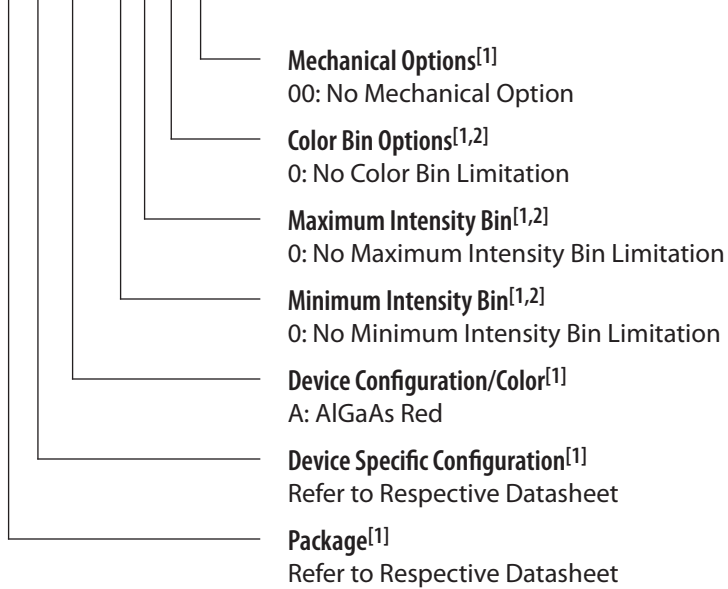 Mechanical Options[1]
00: No Mechanical Option
Color Bin Options[1,2]
0: No Color Bin Limitation
Maximum Intensity Bin[1,2]
0: No Maximum Intensity Bin Limitation
Minimum Intensity Bin[1,2]
0: No Minimum Intensity Bin Limitation
Device Configuration/Color[1]
A: AlGaAs Red
Device Specific Configuration[1]
Refer to Respective Datasheet
Package[1]
Refer to Respective Datasheet